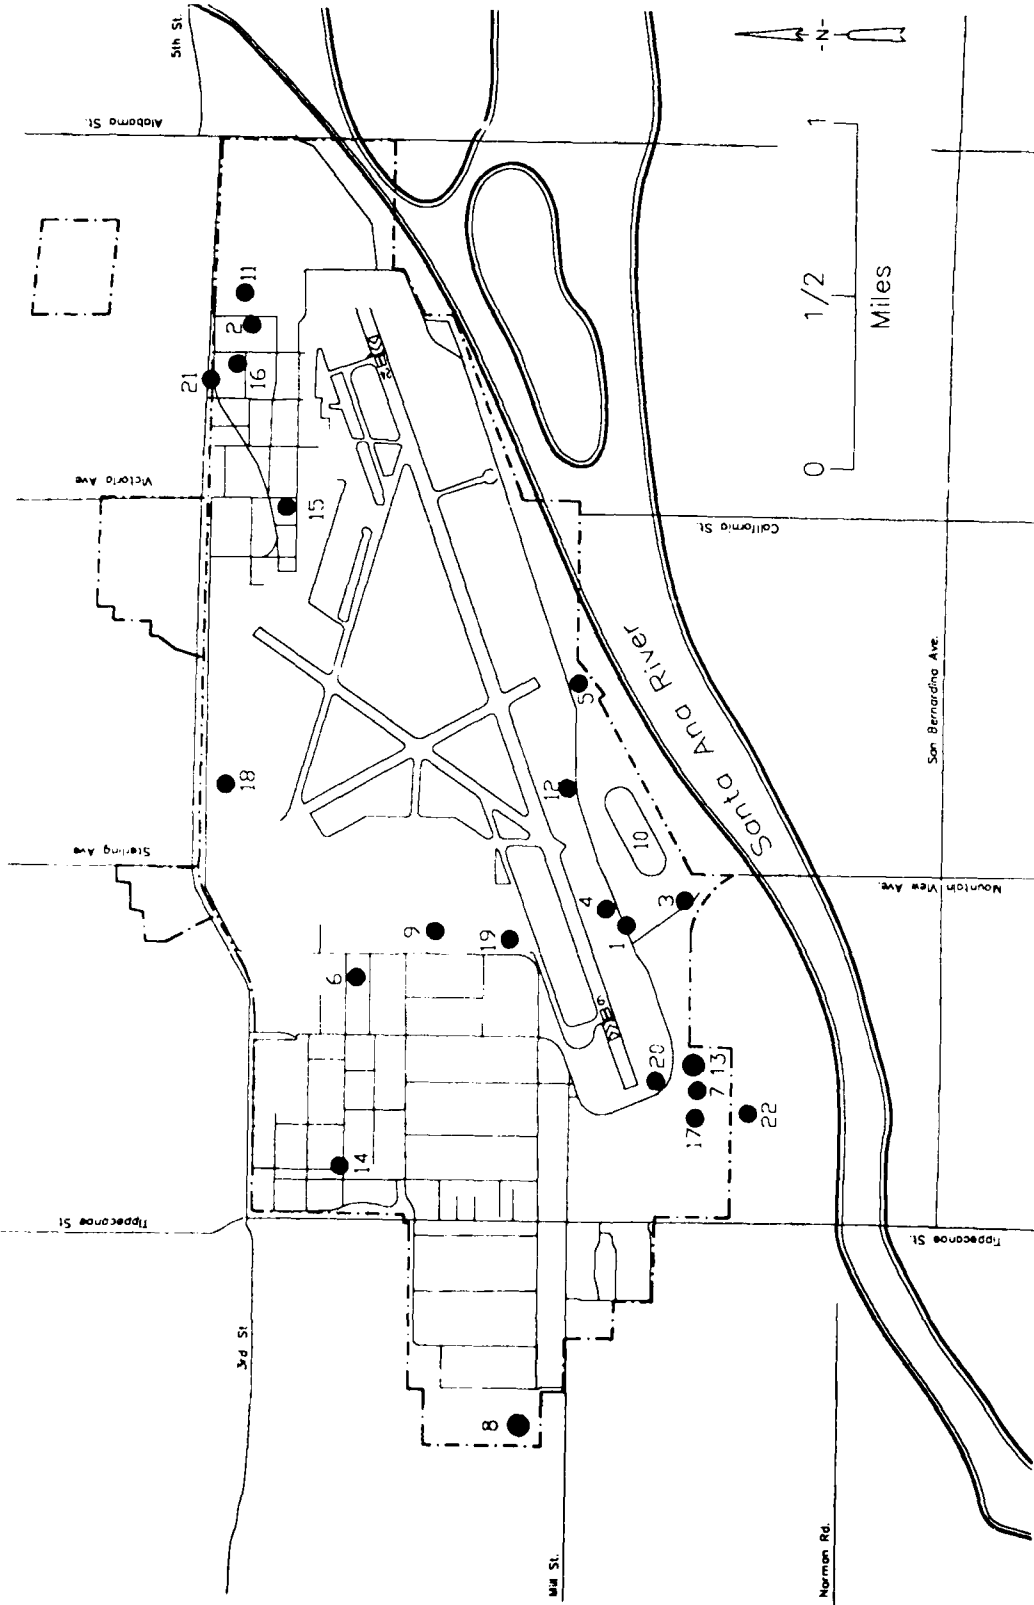 5th St.
Alabama St.
11
2
16
21
Victoria Ave
15
24
18
Sterling Ave
5
12
10
4
1
3
9
19
6
6
20
13
7
17
22
14
8
Tippecanoe St
Tippecanoe St.
3rd St
Mill St.
Norman Rd.
Mountain View Ave.
California St.
San Bernardino Ave.
Santa Ana River
-N-
0
1/2
1
Miles